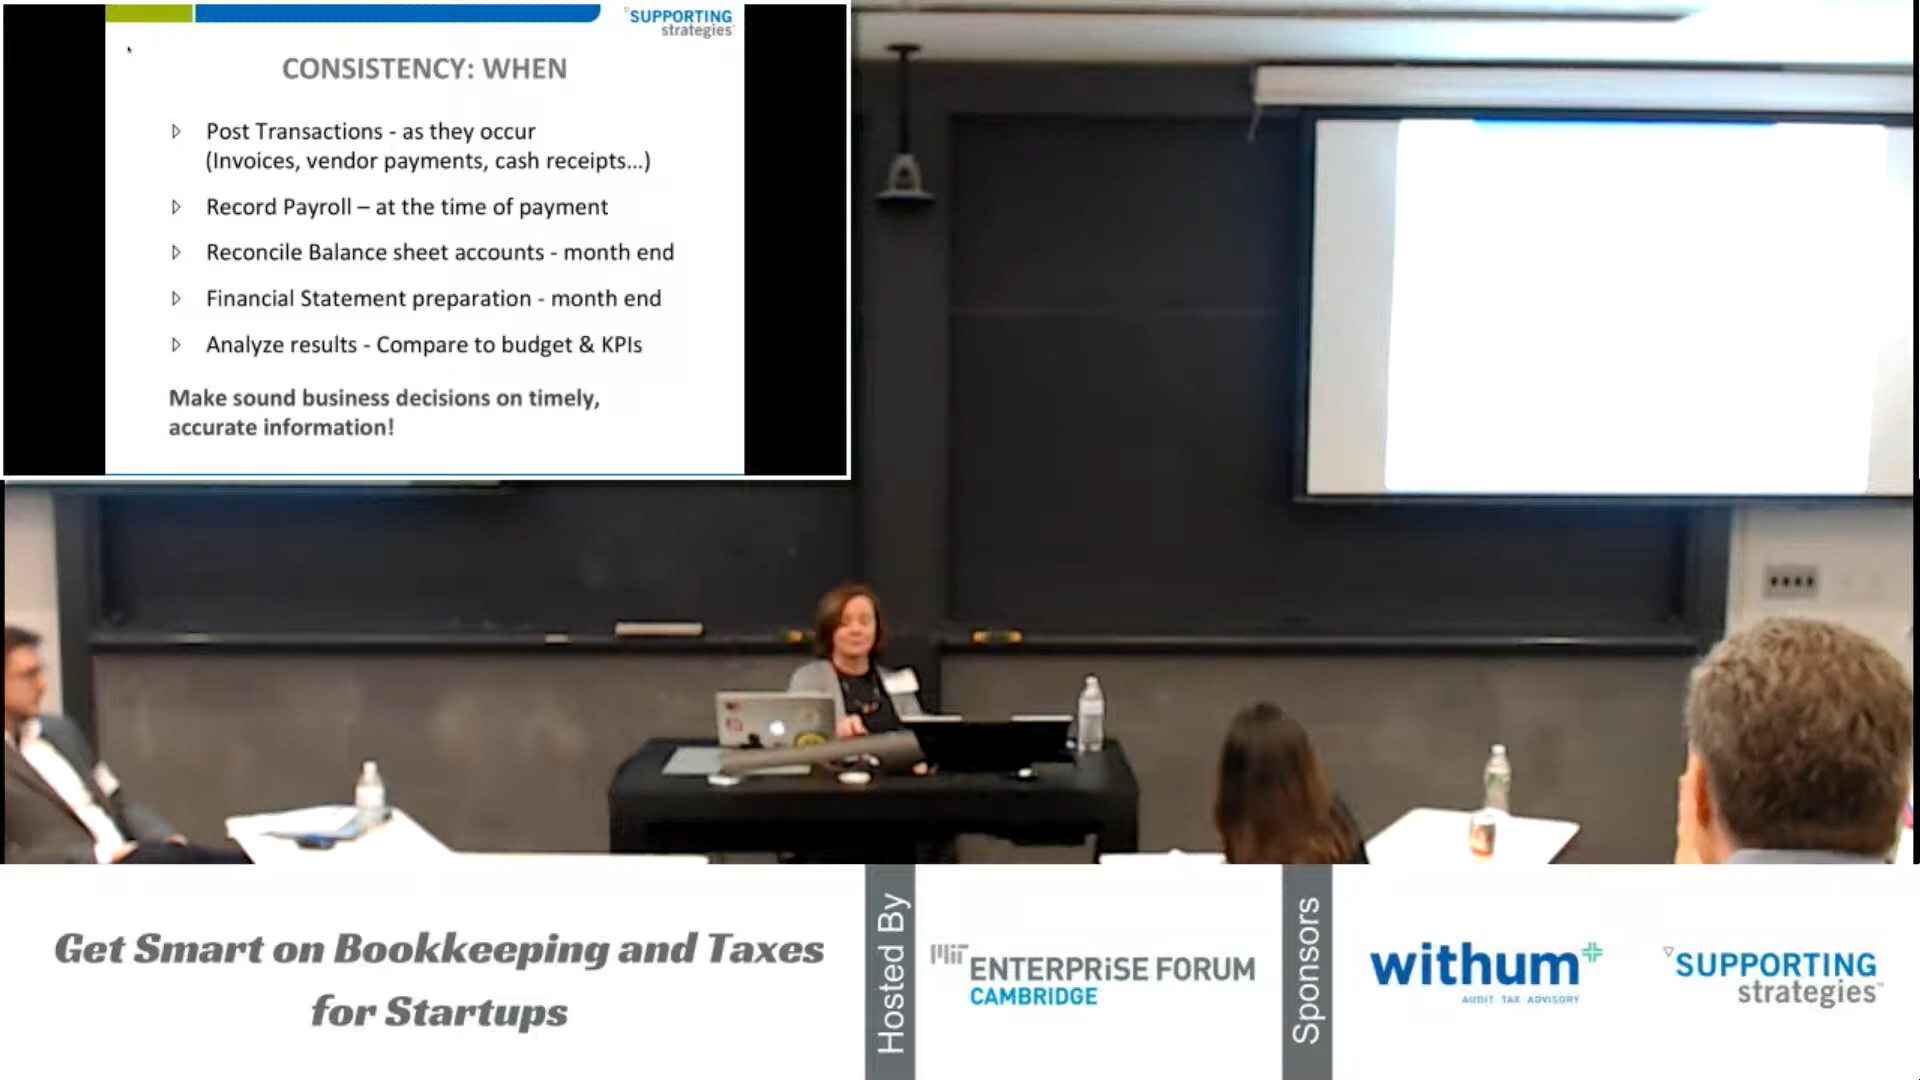 SUPPORTING
strategies
CONSISTENCY: WHEN
Post Transactions - as they occur
(Invoices, vendor payments, cash receipts...)
Record Payroll – at the time of payment
Reconcile Balance sheet accounts - month end
Financial Statement preparation - month end
Analyze results - Compare to budget & KPIs
Make sound business decisions on timely,
accurate information!
Get Smart on Bookkeeping and Taxes
for Startups
Hosted By
MiT
ENTERPRiSE FORUM
CAMBRIDGE
Sponsors
withum+
AUDIT TAX ADVISORY
SUPPORTING
strategies